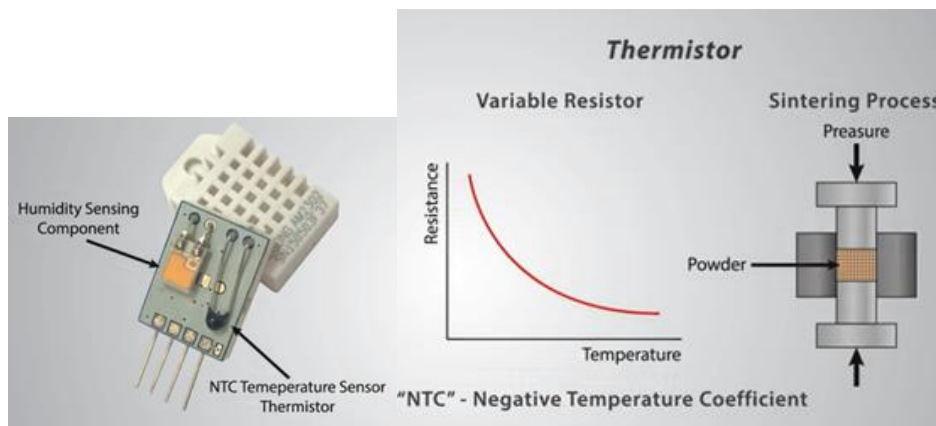 Humidity Sensing
Component
NTC Temeperature Sensor
Thermistor
Thermistor
Variable Resistor
Resistance
Temperature
Sintering Process
Preasure
Powder
"NTC" - Negative Temperature Coefficient